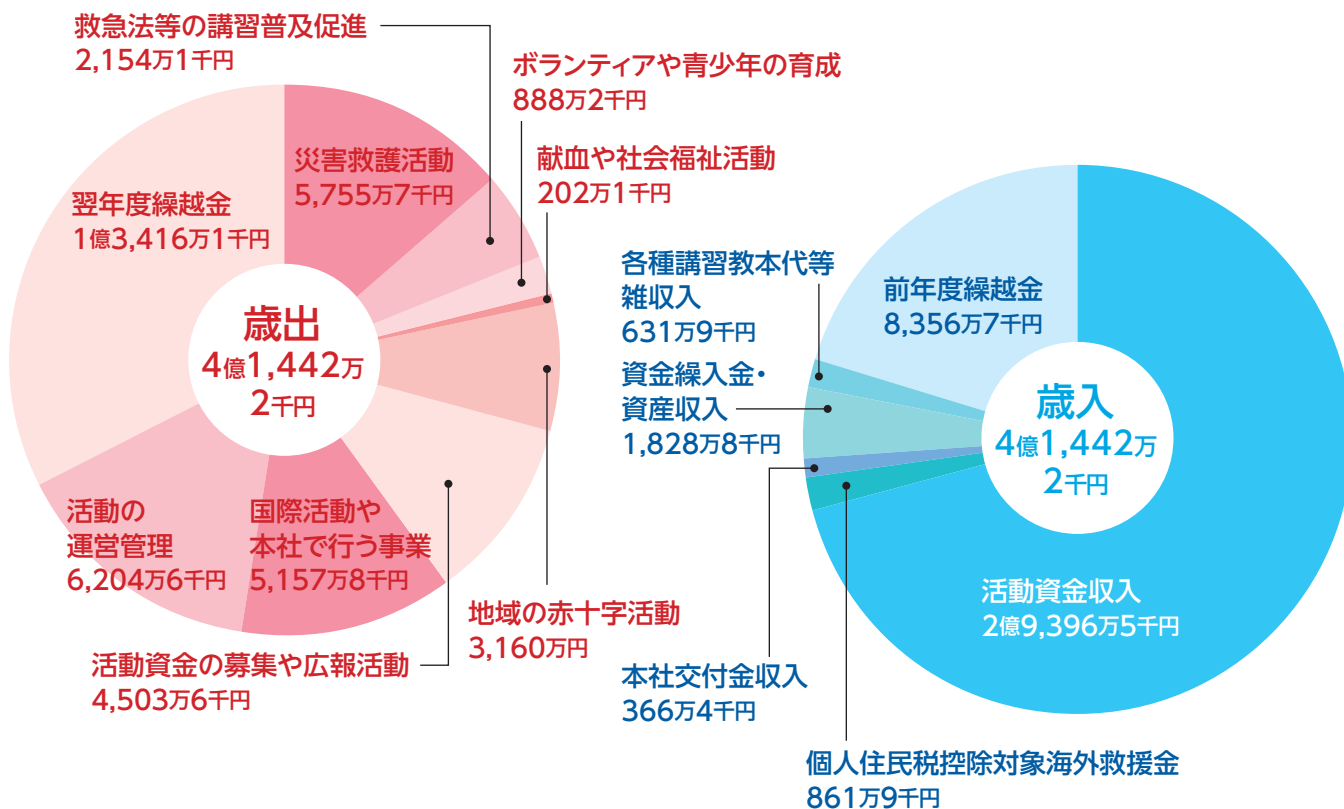 救急法等の講習普及促進
2,154万1千円
ボランティアや青少年の育成
888万2千円
災害救護活動
5,755万7千円
献血や社会福祉活動
202万1千円
翌年度繰越金
1億3,416万1千円
歳出
4億1,442万
2千円
活動の
運営管理
6,204万6千円
国際活動や
本社で行う事業
5,157万8千円
地域の赤十字活動
3,160万円
活動資金の募集や広報活動
4,503万6千円
各種講習教本代等
雑収入
631万9千円
前年度繰越金
8,356万7千円
資金繰入金・
資産収入
1,828万8千円
歳入
4億1,442万
2千円
活動資金収入
2億9,396万5千円
本社交付金収入
366万4千円
個人住民税控除対象海外救援金
861万9千円